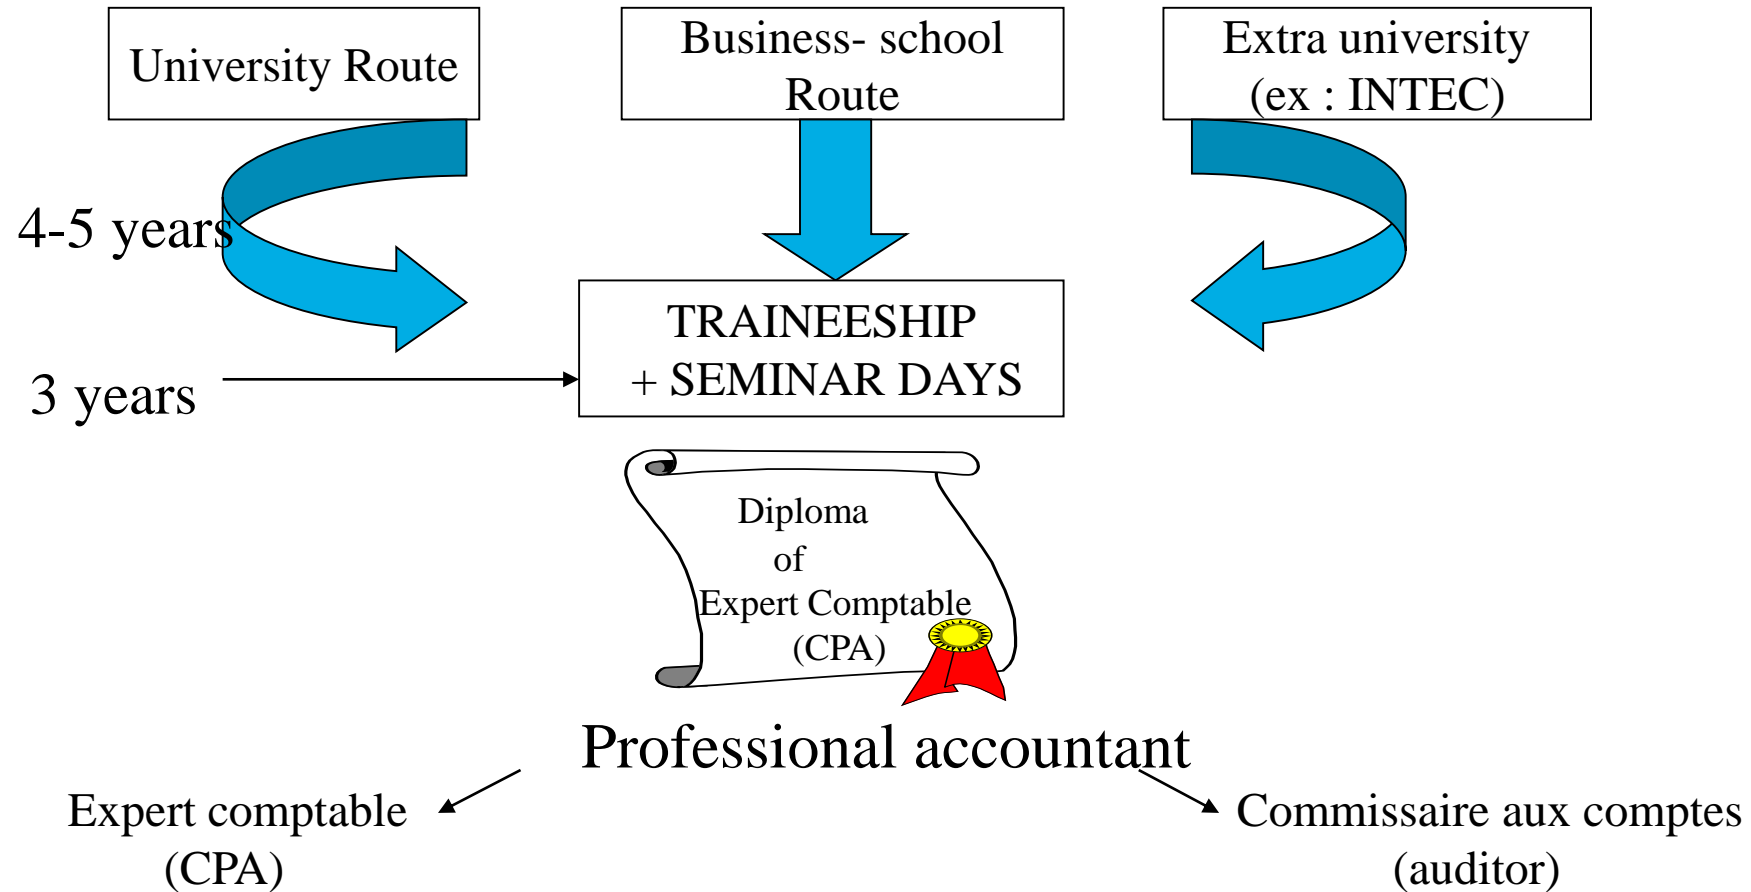 University Route
Business- school
Route
Extra university
(ex : INTEC)
4-5 years
TRAINEESHIP
+ SEMINAR DAYS
3 years
Diploma
of
Expert Comptable
(CPA)
Professional accountant
Expert comptable
(CPA)
Commissaire aux comptes
(auditor)